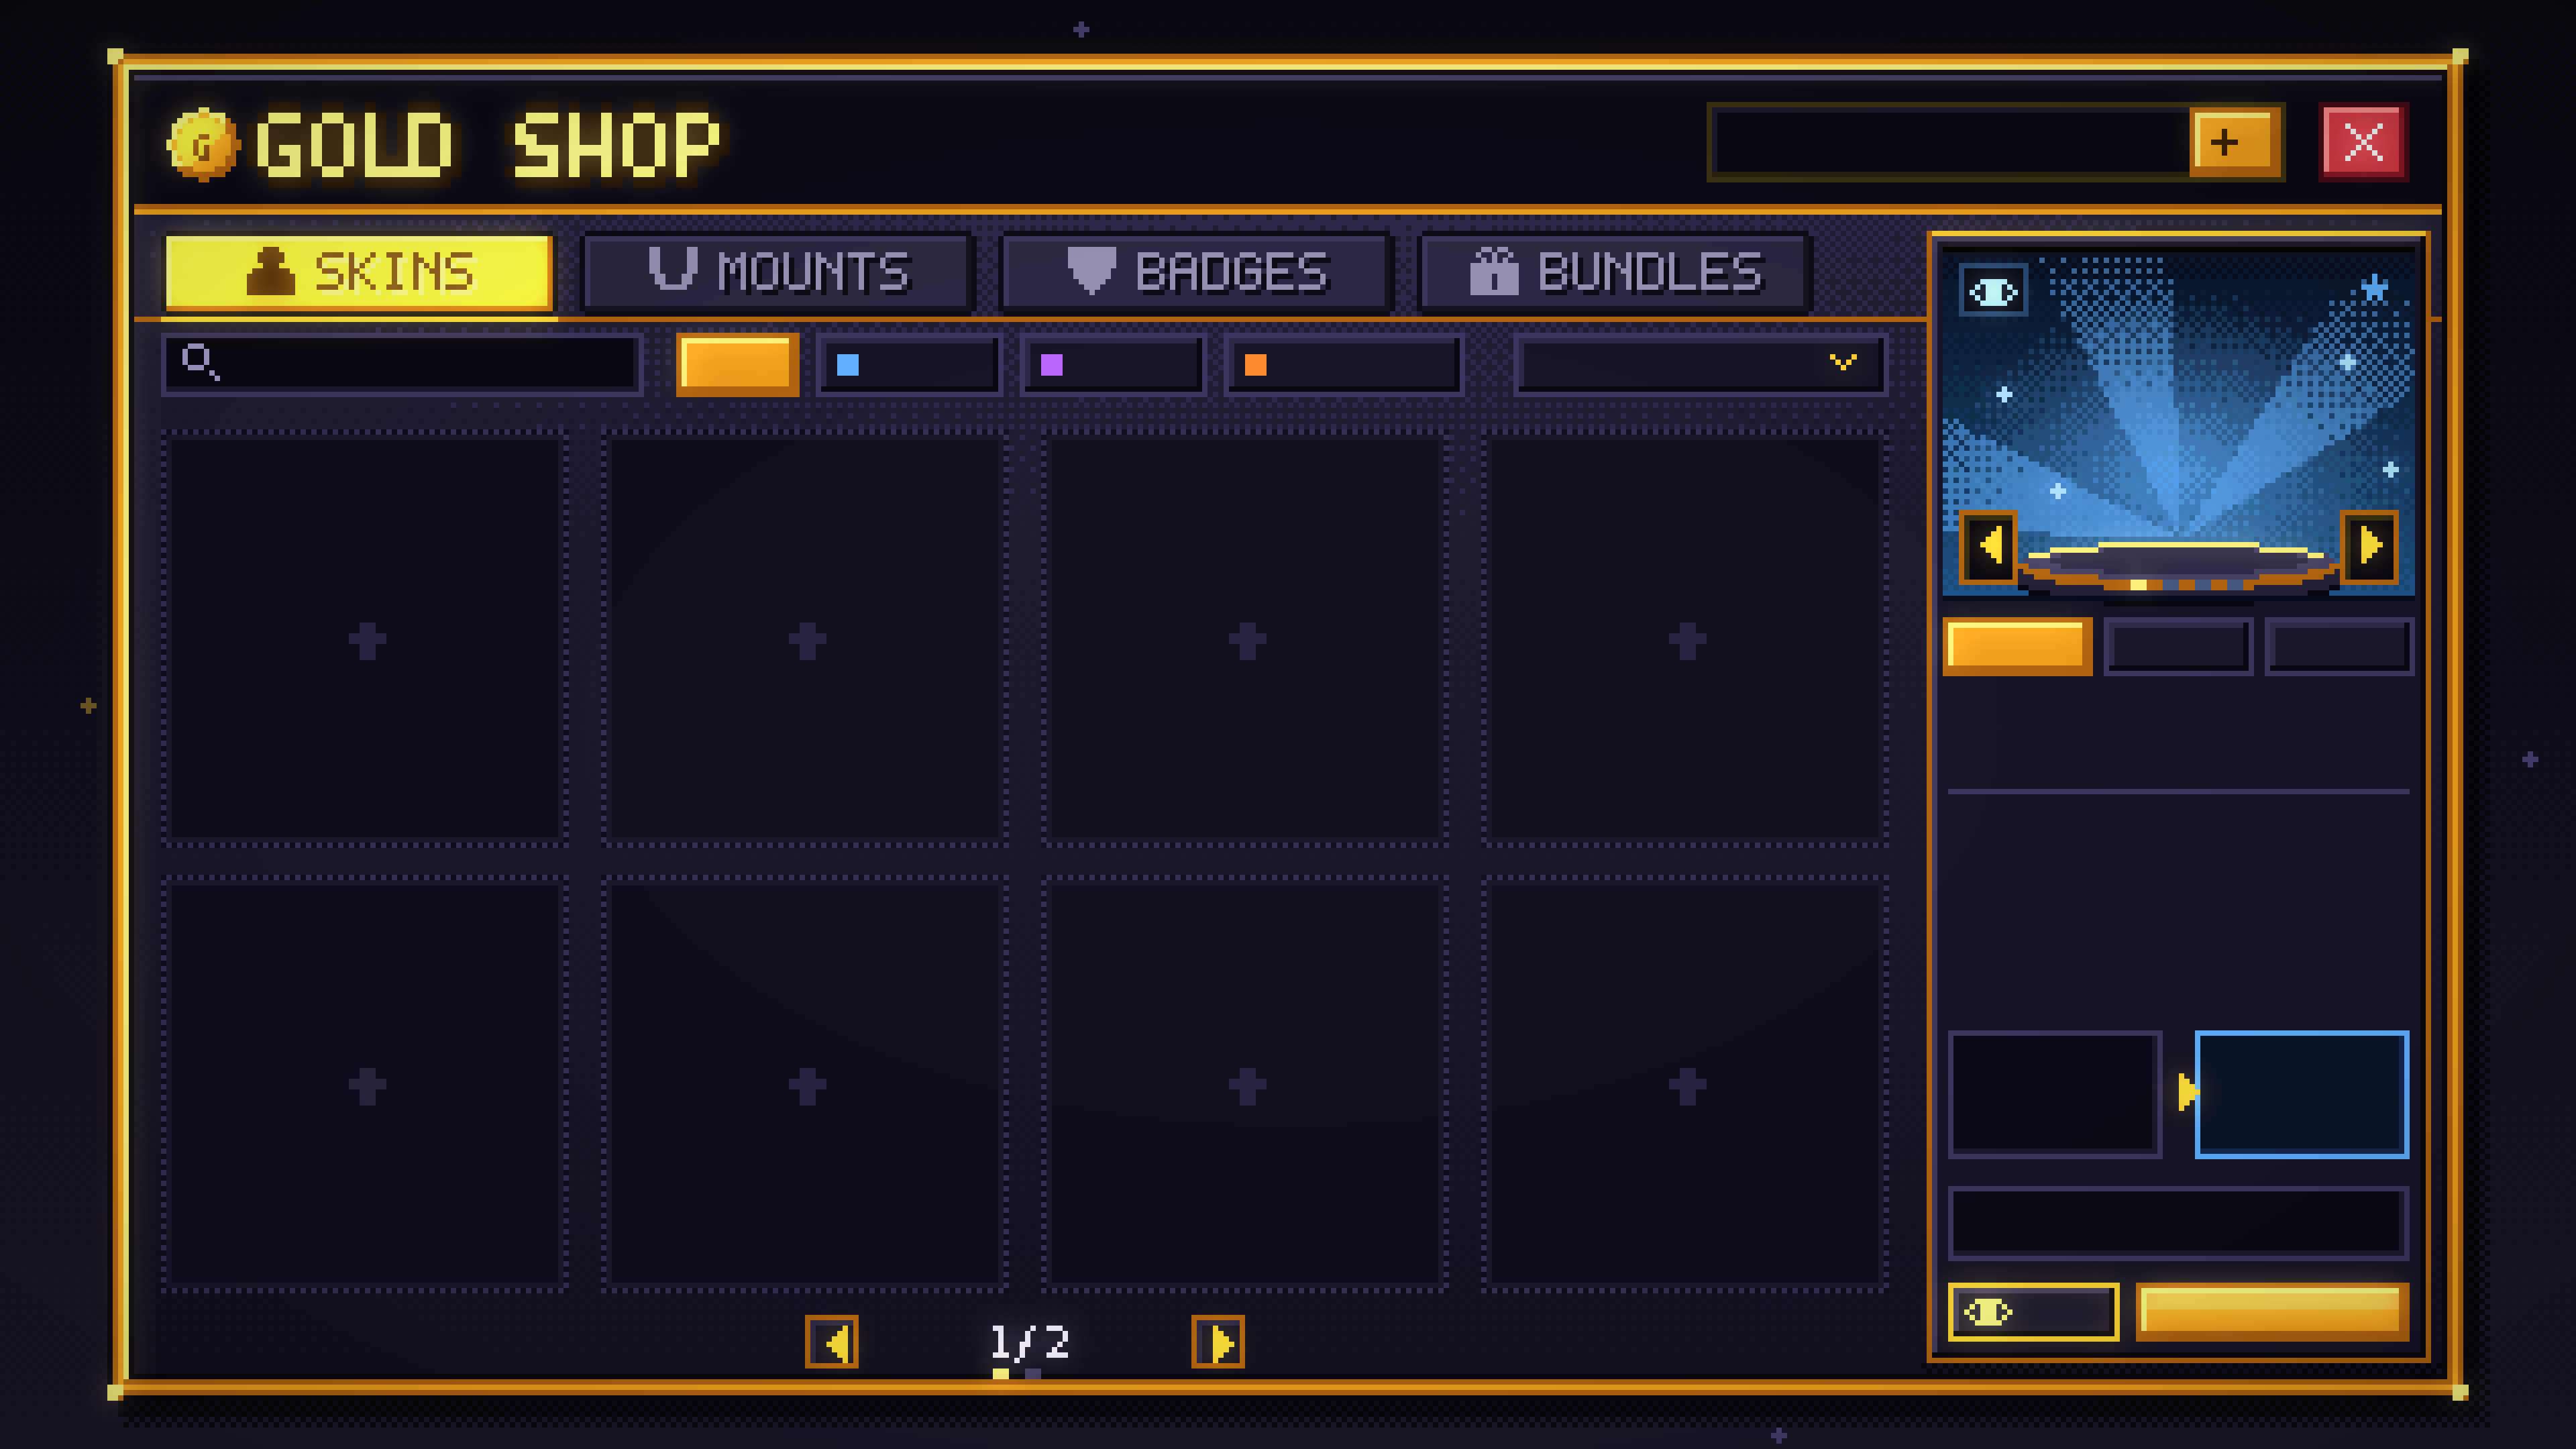 G GOLD SHOP
+
SKINS
MOUNTS
BADGES
BUNDLES
1/2